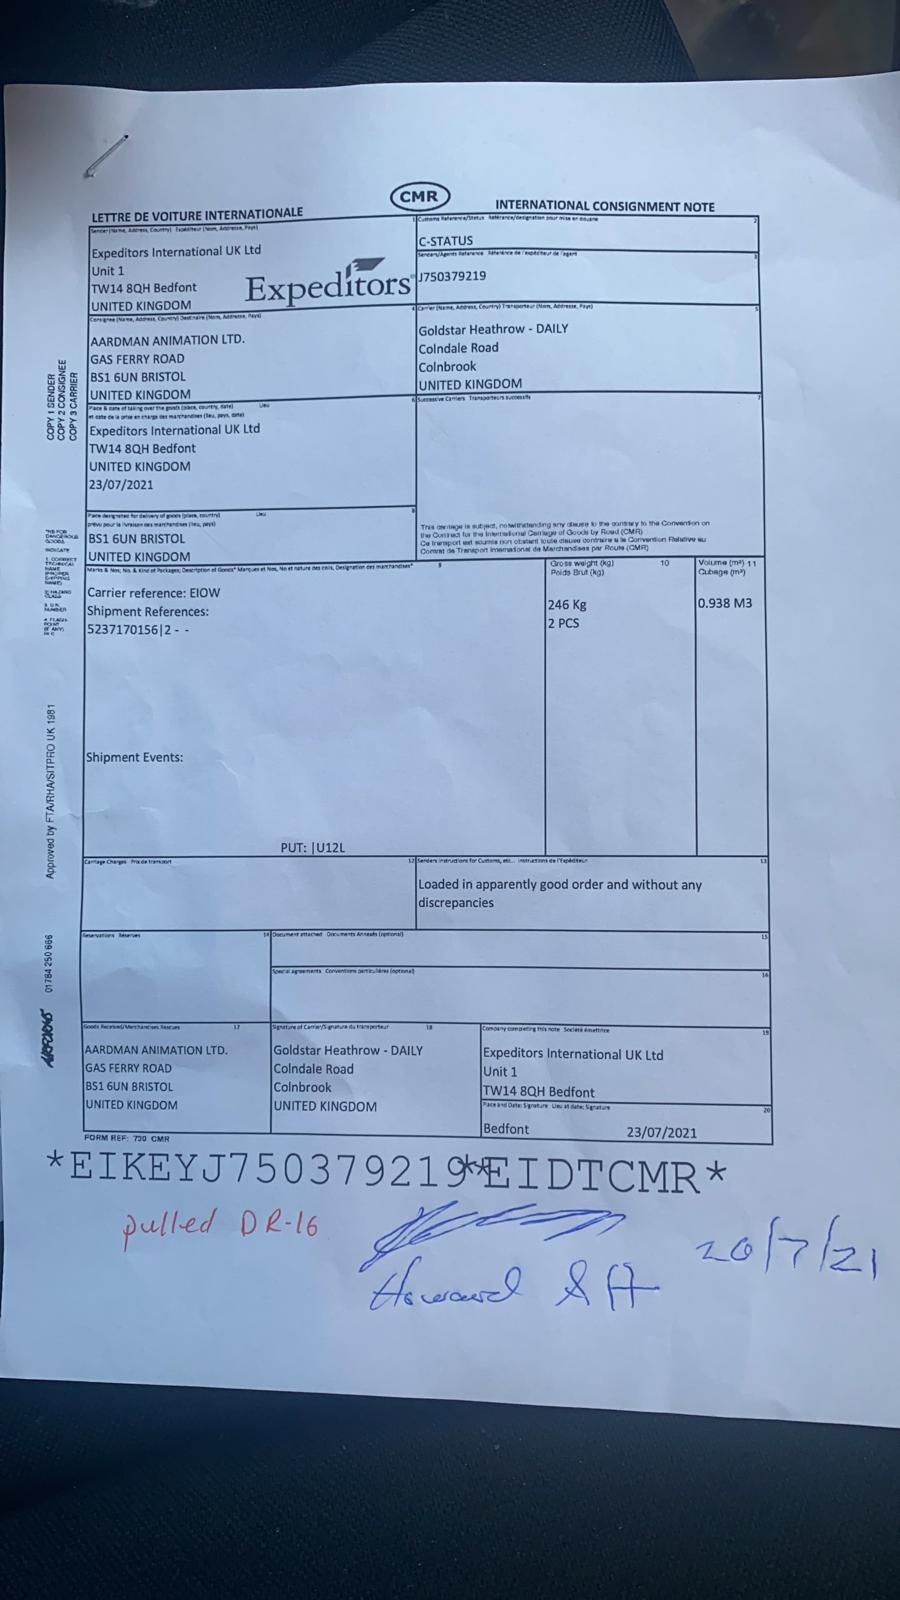 CMR
LETTRE DE VOITURE INTERNATIONALE
INTERNATIONAL CONSIGNMENT NOTE
Sender (Name, Address, Country) Expéditeur (Nom, Addresse, Pays)
Expeditors International UK Ltd
Unit 1
TW14 8QH Bedfont
UNITED KINGDOM
Expeditors
1
Customs Reference/Status Référence/designation pour mise en douane
2
C-STATUS
Senders/Agents Reference Référence de l'expéditeur de l'agent
3
J750379219
Consignee (Name, Address, Country) Destinaire (Nom, Addresse, Pays)
AARDMAN ANIMATION LTD.
GAS FERRY ROAD
BS1 6UN BRISTOL
UNITED KINGDOM
4
Carrier (Name, Address, Country) Transporteur (Nom, Addresse, Pays)
5
Goldstar Heathrow - DAILY
Colndale Road
Colnbrook
UNITED KINGDOM
Place & date of taking over the goods (place, country, date) Lieu
et date de la prise en charge des marchandises (lieu, pays, date)
Expeditors International UK Ltd
TW14 8QH Bedfont
UNITED KINGDOM
23/07/2021
6
Successive Carriers Transporteurs successifs
7
Place designated for delivery of goods (place, country) Lieu
prévu pour la livraison des marchandises (lieu, pays)
8
BS1 6UN BRISTOL
UNITED KINGDOM
This carriage is subject, notwithstanding any clause to the contrary to the Convention on
the Contract for the International Carriage of Goods by Road (CMR)
Ce transport est soumis non obstant toute clause contraire a la Convention Relative au
Contrat de Transport International de Marchandises par Route (CMR)
Marks & Nos; No. & Kind of Packages; Description of Goods* Marques et Nos, No et nature des colis, Designation des marchandises*
9
Gross weight (kg) 10
Poids Brut (kg)
Volume (m³) 11
Cubage (m³)
Carrier reference: EIOW
Shipment References:
5237170156|2 - -
246 Kg
2 PCS
0.938 M3
Shipment Events:
PUT: |U12L
Carriage Charges Prix de transport
12
Senders Instructions for Customs, etc... Instructions de l'Expéditeur
13
Loaded in apparently good order and without any
discrepancies
Reservations Réserves
14
Document attached Documents Annexés (optional)
15
Special agreements Conventions particulières (optional)
16
Goods Received/Merchandises Recues 17
AARDMAN ANIMATION LTD.
GAS FERRY ROAD
BS1 6UN BRISTOL
UNITED KINGDOM
Signature of Carrier/Signature du transporteur 18
Goldstar Heathrow - DAILY
Colndale Road
Colnbrook
UNITED KINGDOM
Company completing this note Société émettrice
19
Expeditors International UK Ltd
Unit 1
TW14 8QH Bedfont
Place and Date; Signature Lieu et date; Signature
20
Bedfont 23/07/2021
FORM REF: 730 CMR
*EIKEYJ750379219**EIDTCMR*
pulled DR-16
Howard
20/7/21
COPY 1 SENDER
COPY 2 CONSIGNEE
COPY 3 CARRIER
Approved by FTA/RHA/SITPRO UK 1981
01784 250 666